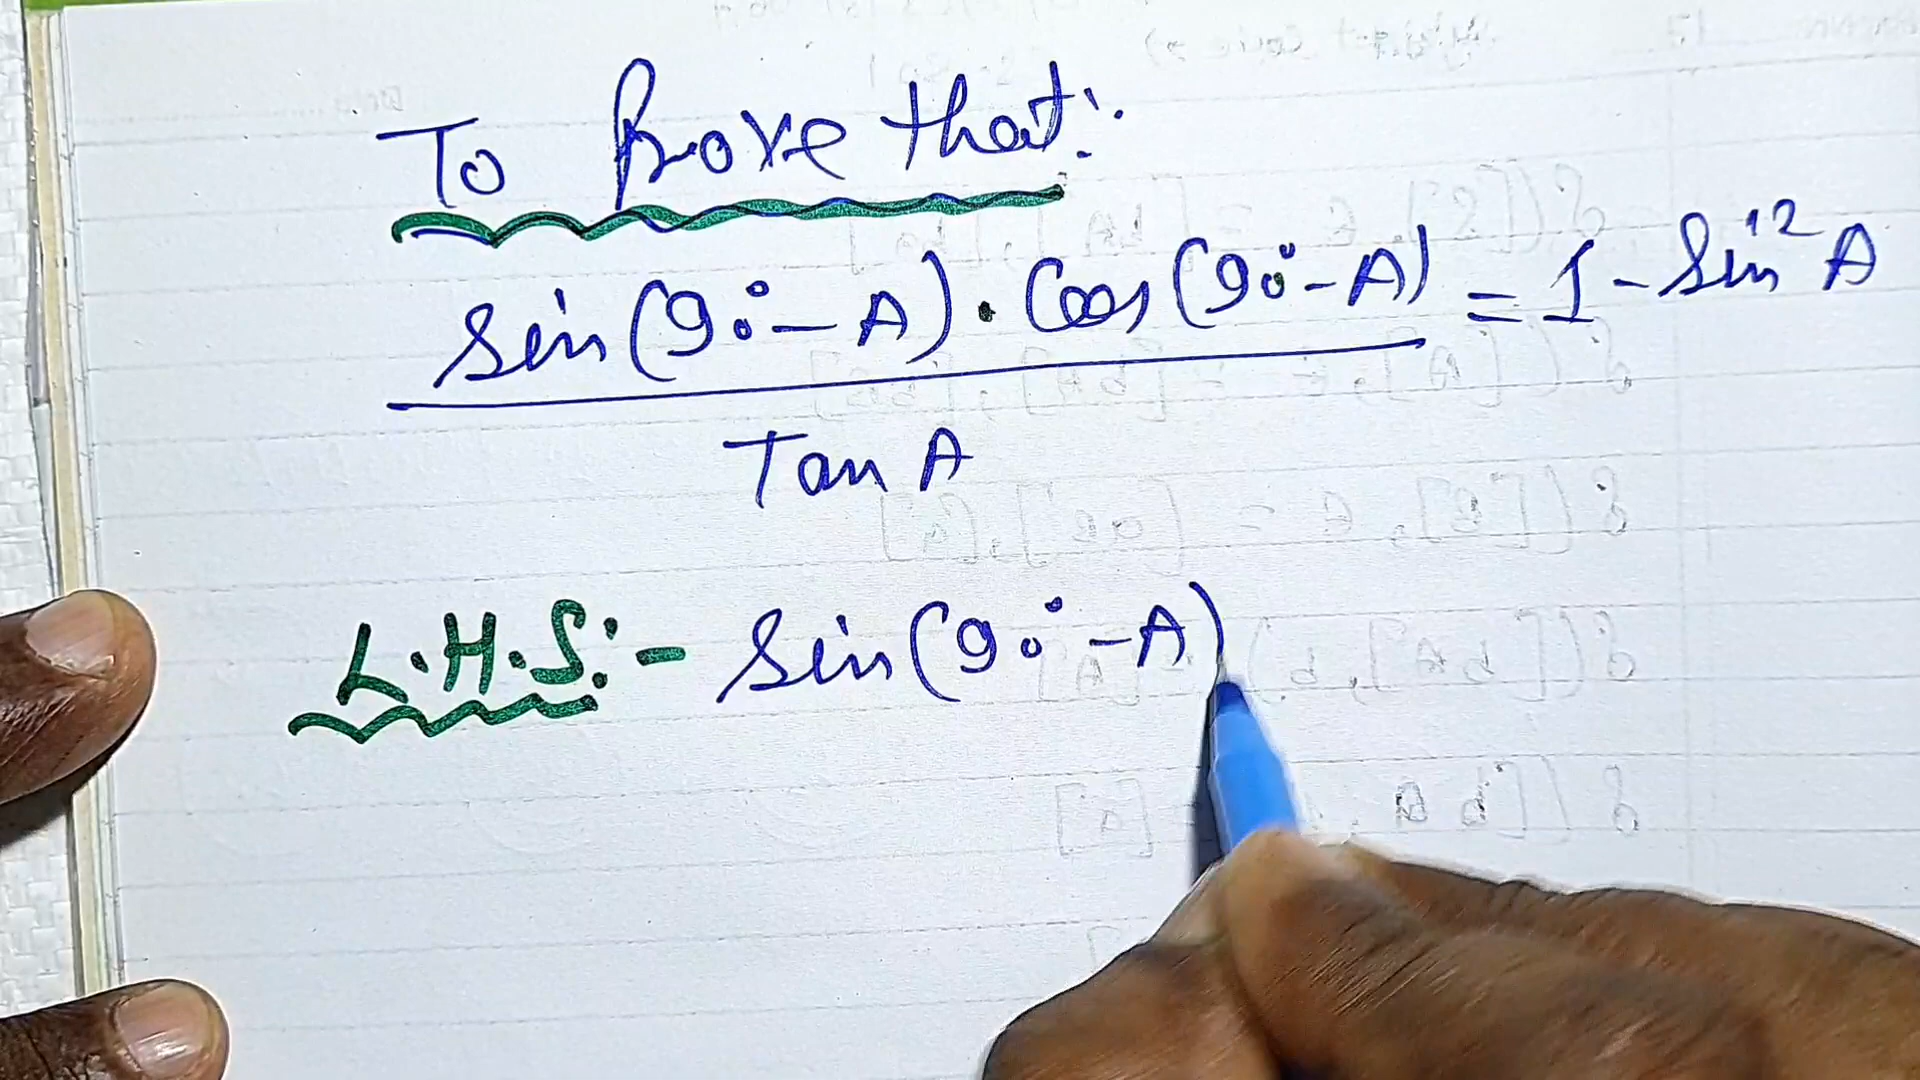 To Prove that:
sin(90°-A) . Cos(90°-A) = 1 - Sin²A
Tan A
L.H.S:- Sin(90°-A)